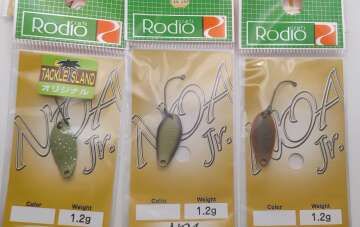 Rodio
Rodio
Rodio
TACKLE ISLAND
オリジナル
NOA Jr.
NOA Jr.
NOA Jr.
Color
Weight
1.2g
Color
Weight
1.2g
Color
Weight
1.2g